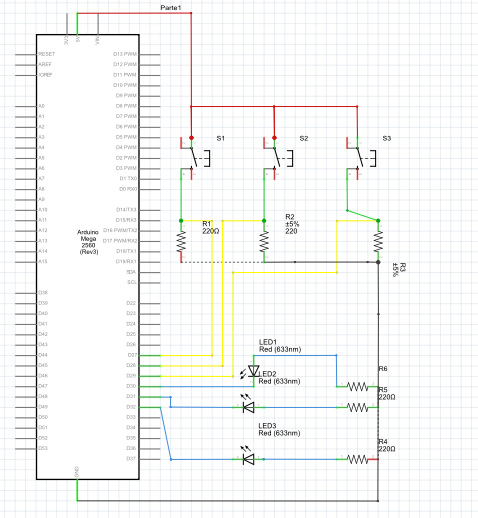 Parte1
3V3
5V
VIN
RESET
AREF
IOREF
D13 PWM
D12 PWM
D11 PWM
D10 PWM
D9 PWM
A0
D8 PWM
A1
D7 PWM
A2
D6 PWM
A3
D5 PWM
A4
D4 PWM
A5
D3 PWM
A6
D2 PWM
A7
D1 TX0
A8
D0 RX0
A9
A10
D14/TX3
A11
D15/RX3
A12
D16 PWM/TX2
A13
D17 PWM/RX2
A14
D18/TX1
A15
D19/RX1
SDA
SCL
Arduino
Mega
2560
(Rev3)
S1
S2
S3
R1
220Ω
R2
±5%
220
R3
±5%
D38
D22
D39
D23
D40
D24
D41
D25
D42
D26
D43
D27
D44
D28
D45
D29
D46
D30
D47
D31
D48
D32
D49
D33
D50
D34
D51
D35
D52
D36
D53
D37
GND
LED1
Red (633nm)
LED2
Red (633nm)
LED3
Red (633nm)
R6
R5
220Ω
R4
220Ω